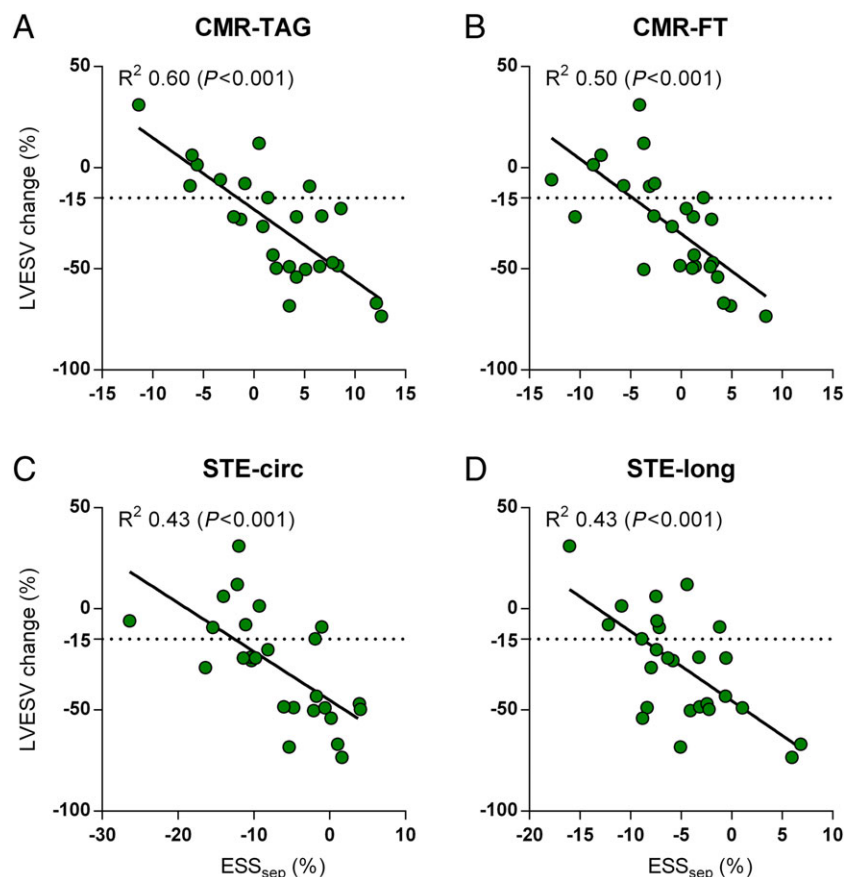 A
CMR-TAG
R² 0.60 (P<0.001)
LVESV change (%)
50
0
-15
-50
-100
-15 -10 -5 0 5 10 15
B
CMR-FT
R² 0.50 (P<0.001)
50
0
-15
-50
-100
-15 -10 -5 0 5 10 15
C
STE-circ
R² 0.43 (P<0.001)
LVESV change (%)
50
0
-15
-50
-100
-30 -20 -10 0 10
ESSsep (%)
D
STE-long
R² 0.43 (P<0.001)
50
0
-15
-50
-100
-20 -15 -10 -5 0 5 10
ESSsep (%)